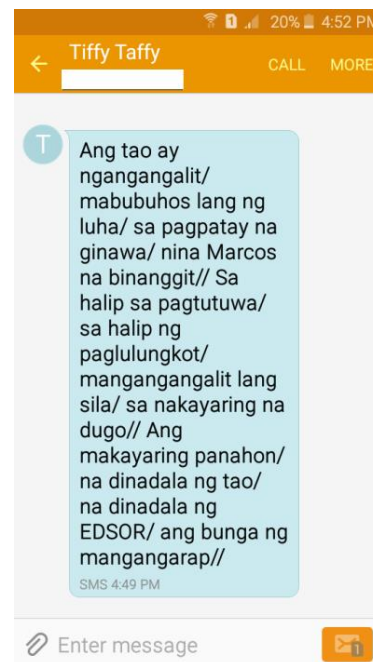 20% 4:52 PM
Tiffy Taffy
CALL MORE
T
Ang tao ay
ngangangalit/
mabubuhos lang ng
luha/ sa pagpatay na
ginawa/ nina Marcos
na binanggit// Sa
halip sa pagtutuwa/
sa halip ng
paglulungkot/
mangangangalit lang
sila/ sa nakayaring na
dugo// Ang
makayaring panahon/
na dinadala ng tao/
na dinadala ng
EDSOR/ ang bunga ng
mangangarap//
SMS 4:49 PM
Enter message